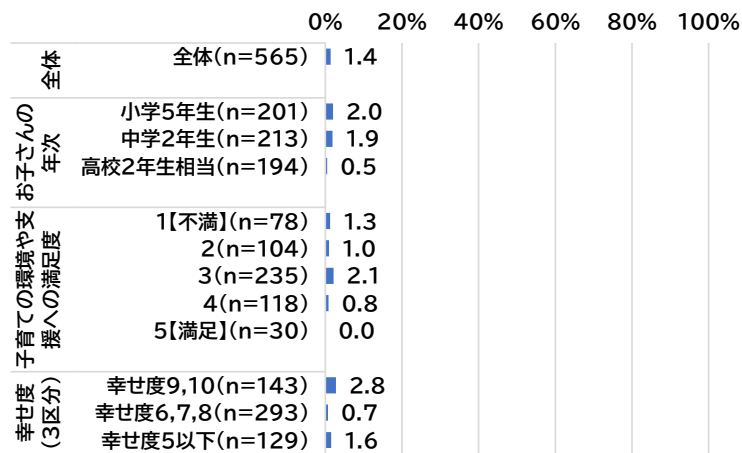 0% 20% 40% 60% 80% 100%
全体
全体(n=565) 1.4
お子さんの
年次
小学5年生(n=201) 2.0
中学2年生(n=213) 1.9
高校2年生相当(n=194) 0.5
子育ての環境や支
援への満足度
1【不満】(n=78) 1.3
2(n=104) 1.0
3(n=235) 2.1
4(n=118) 0.8
5【満足】(n=30) 0.0
幸せ度
(3区分)
幸せ度9,10(n=143) 2.8
幸せ度6,7,8(n=293) 0.7
幸せ度5以下(n=129) 1.6